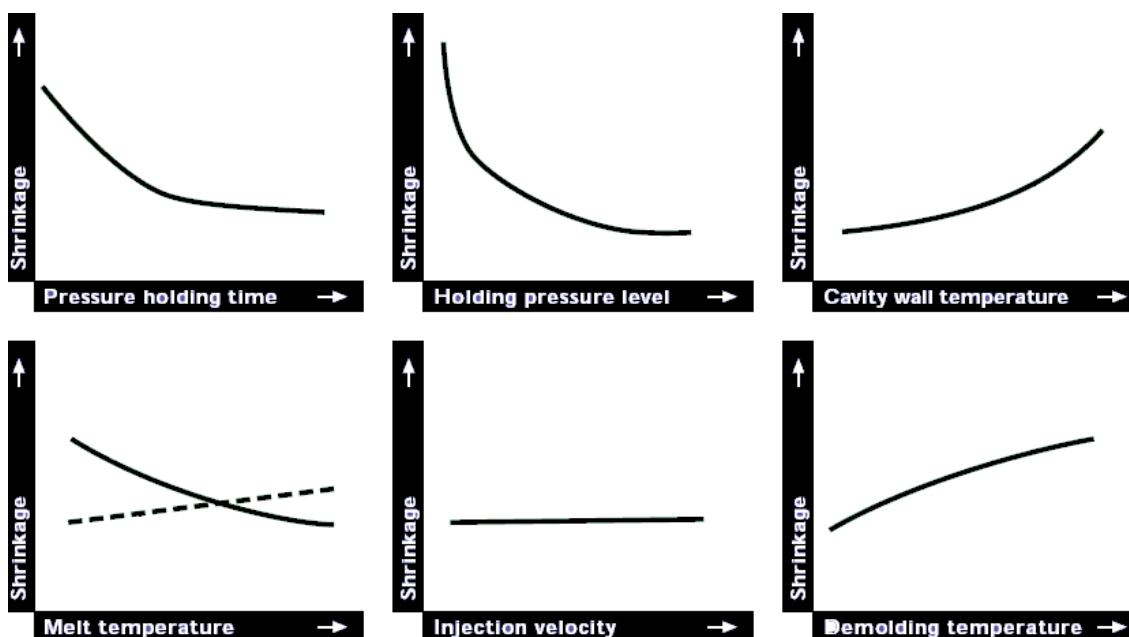 Shrinkage
Pressure holding time
Shrinkage
Holding pressure level
Shrinkage
Cavity wall temperature
Shrinkage
Melt temperature
Shrinkage
Injection velocity
Shrinkage
Demolding temperature